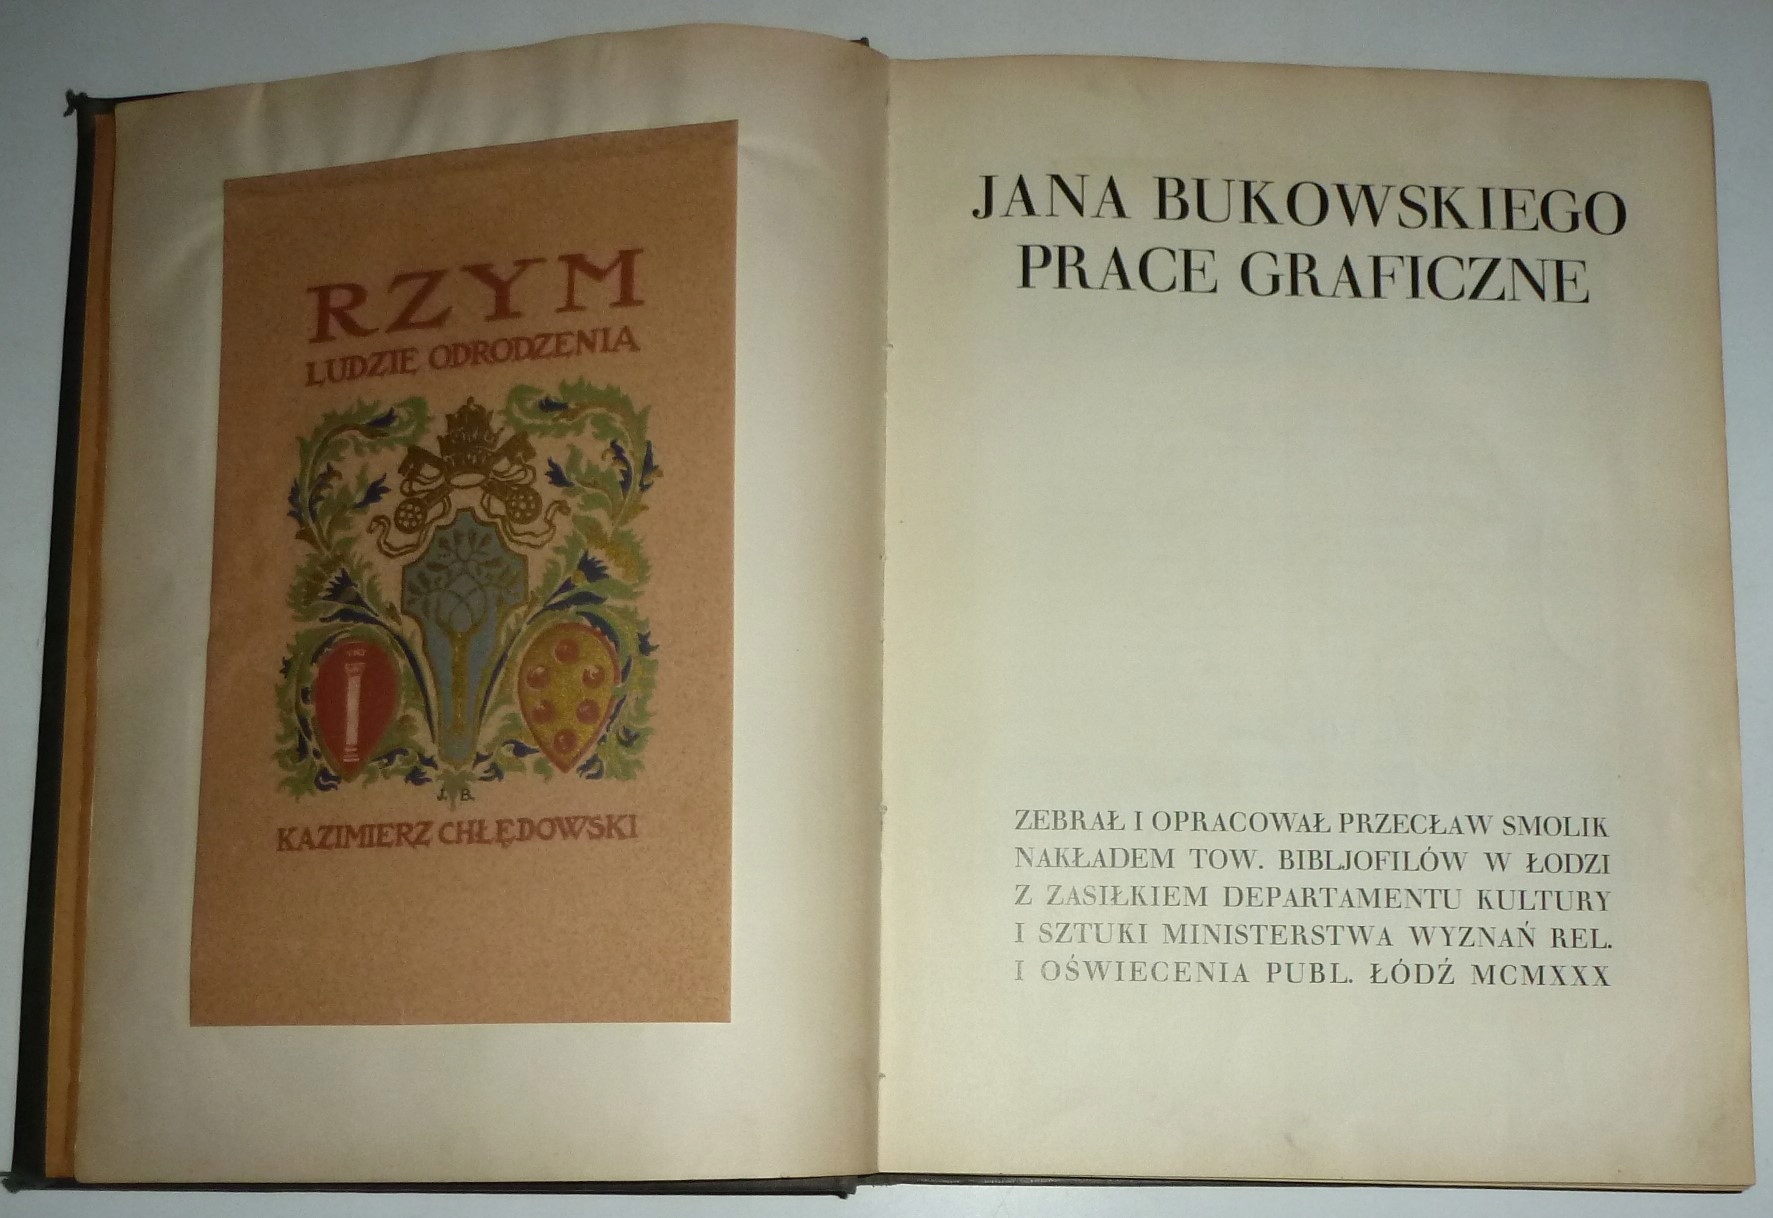 RZYM
LUDZIE ODRODZENIA
J. B.
KAZIMIERZ CHŁĘDOWSKI
JANA BUKOWSKIEGO
PRACE GRAFICZNE
ZEBRAŁ I OPRACOWAŁ PRZECŁAW SMOLIK
NAKŁADEM TOW. BIBLJOFILÓW W ŁODZI
Z ZASIŁKIEM DEPARTAMENTU KULTURY
I SZTUKI MINISTERSTWA WYZNAŃ REL.
I OŚWIECENIA PUBL. ŁÓDŹ MCMXXX